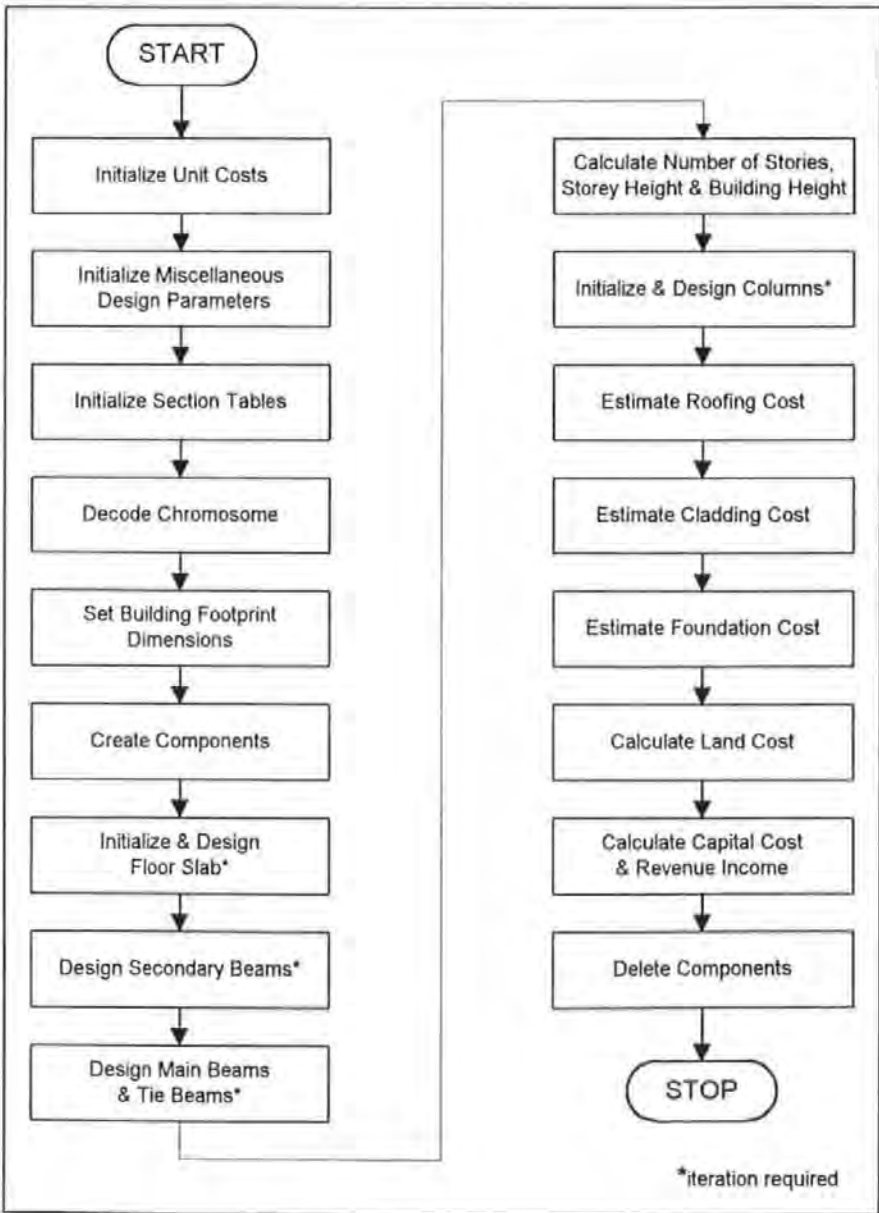 START
Initialize Unit Costs
Initialize Miscellaneous
Design Parameters
Initialize Section Tables
Decode Chromosome
Set Building Footprint
Dimensions
Create Components
Initialize & Design
Floor Slab*
Design Secondary Beams*
Design Main Beams
& Tie Beams*
Calculate Number of Stories,
Storey Height & Building Height
Initialize & Design Columns*
Estimate Roofing Cost
Estimate Cladding Cost
Estimate Foundation Cost
Calculate Land Cost
Calculate Capital Cost
& Revenue Income
Delete Components
STOP
*iteration required